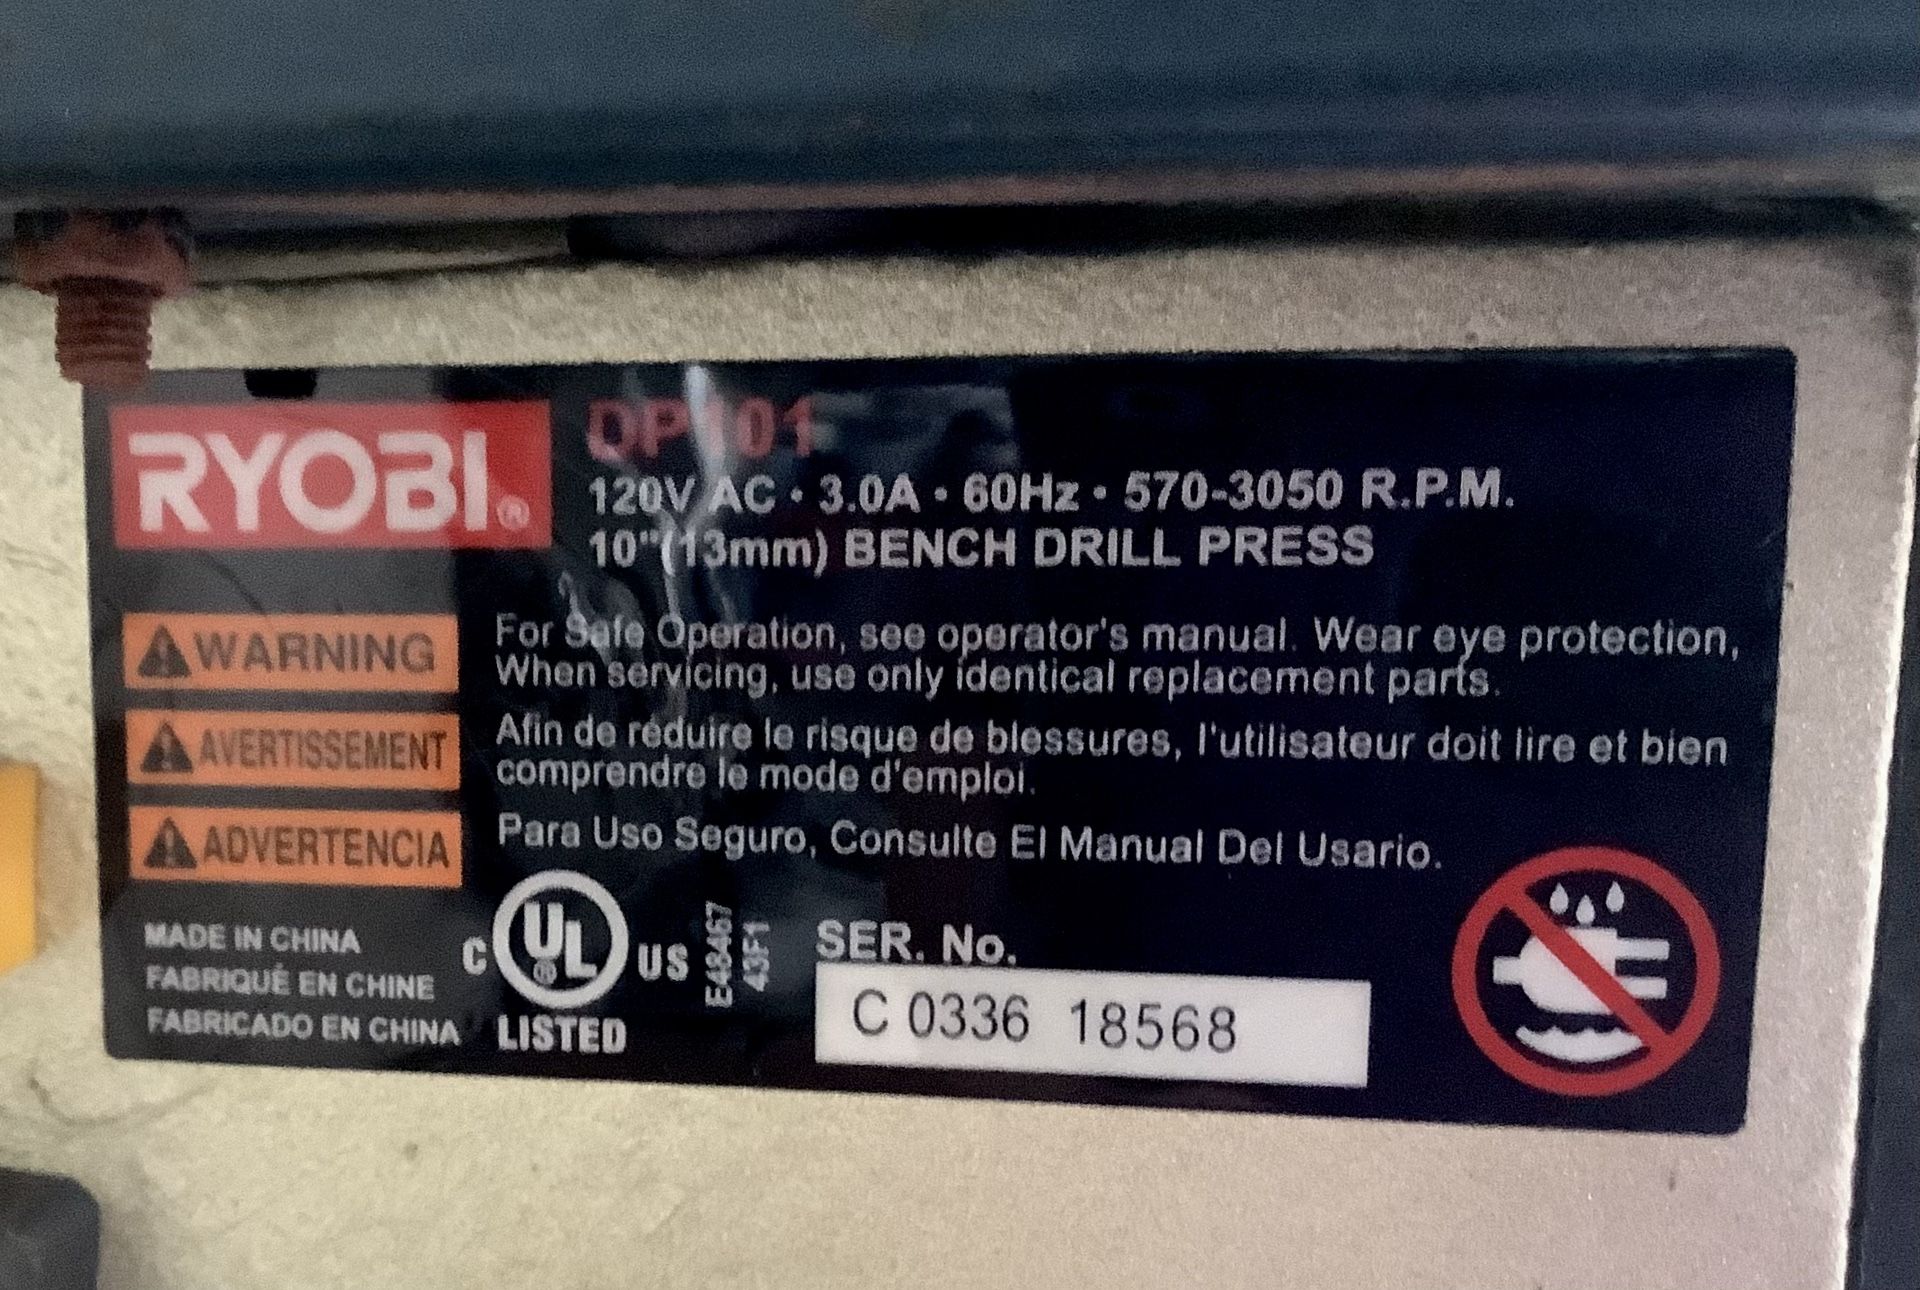 RYOBI®
DP101
120V AC • 3.0A • 60Hz • 570-3050 R.P.M.
10"(13mm) BENCH DRILL PRESS
WARNING
For Safe Operation, see operator's manual. Wear eye protection,
When servicing, use only identical replacement parts.
AVERTISSEMENT
Afin de réduire le risque de blessures, l'utilisateur doit lire et bien
comprendre le mode d'emploi.
ADVERTENCIA
Para Uso Seguro, Consulte El Manual Del Usario.
MADE IN CHINA
FABRIQUÉ EN CHINE
FABRICADO EN CHINA
C UL® US
LISTED
E48467
43F1
SER. No.
C 0336 18568